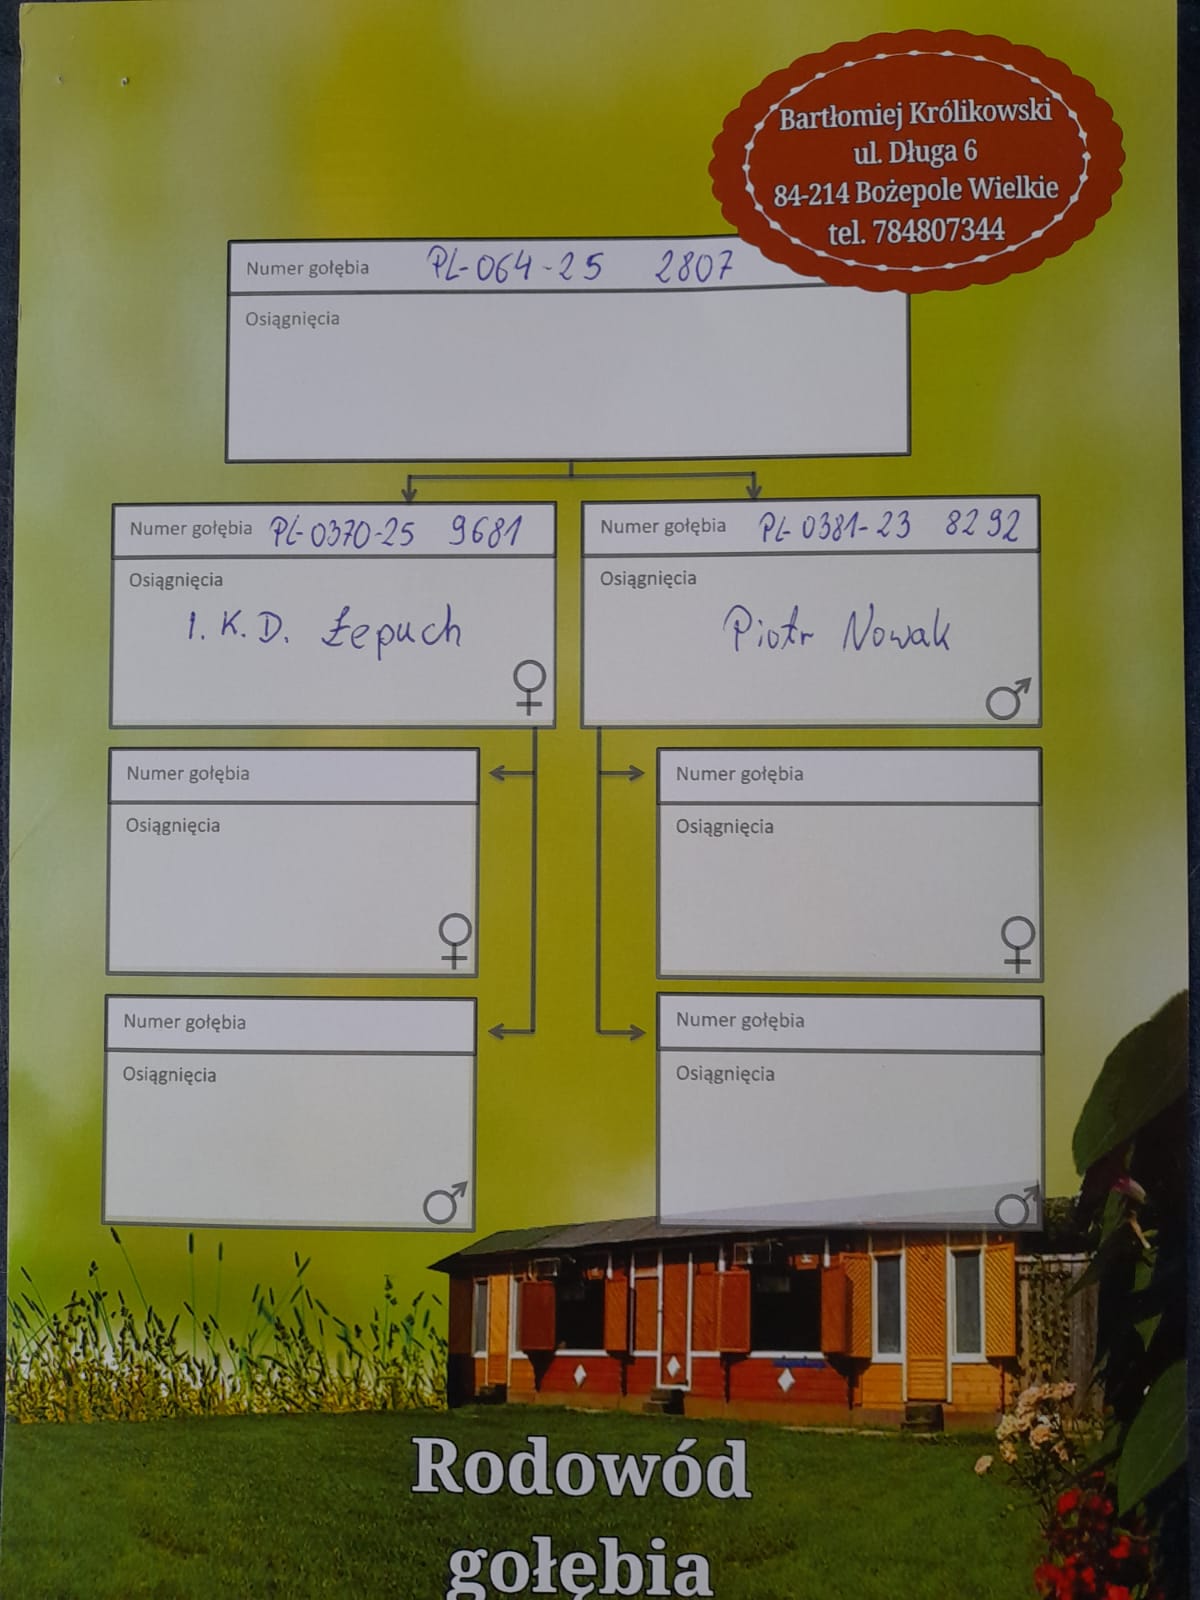 Bartłomiej Królikowski
ul. Długa 6
84-214 Bożepole Wielkie
tel. 784807344
Numer gołębia PL-064-25 2807
Osiągnięcia
Numer gołębia PL-0370-25 9681
Osiągnięcia
I. K. D. Łepuch
Numer gołębia PL-0381-23 8292
Osiągnięcia
Piotr Nowak
Numer gołębia
Osiągnięcia
Numer gołębia
Osiągnięcia
Numer gołębia
Osiągnięcia
Numer gołębia
Osiągnięcia
Rodowód
gołębia